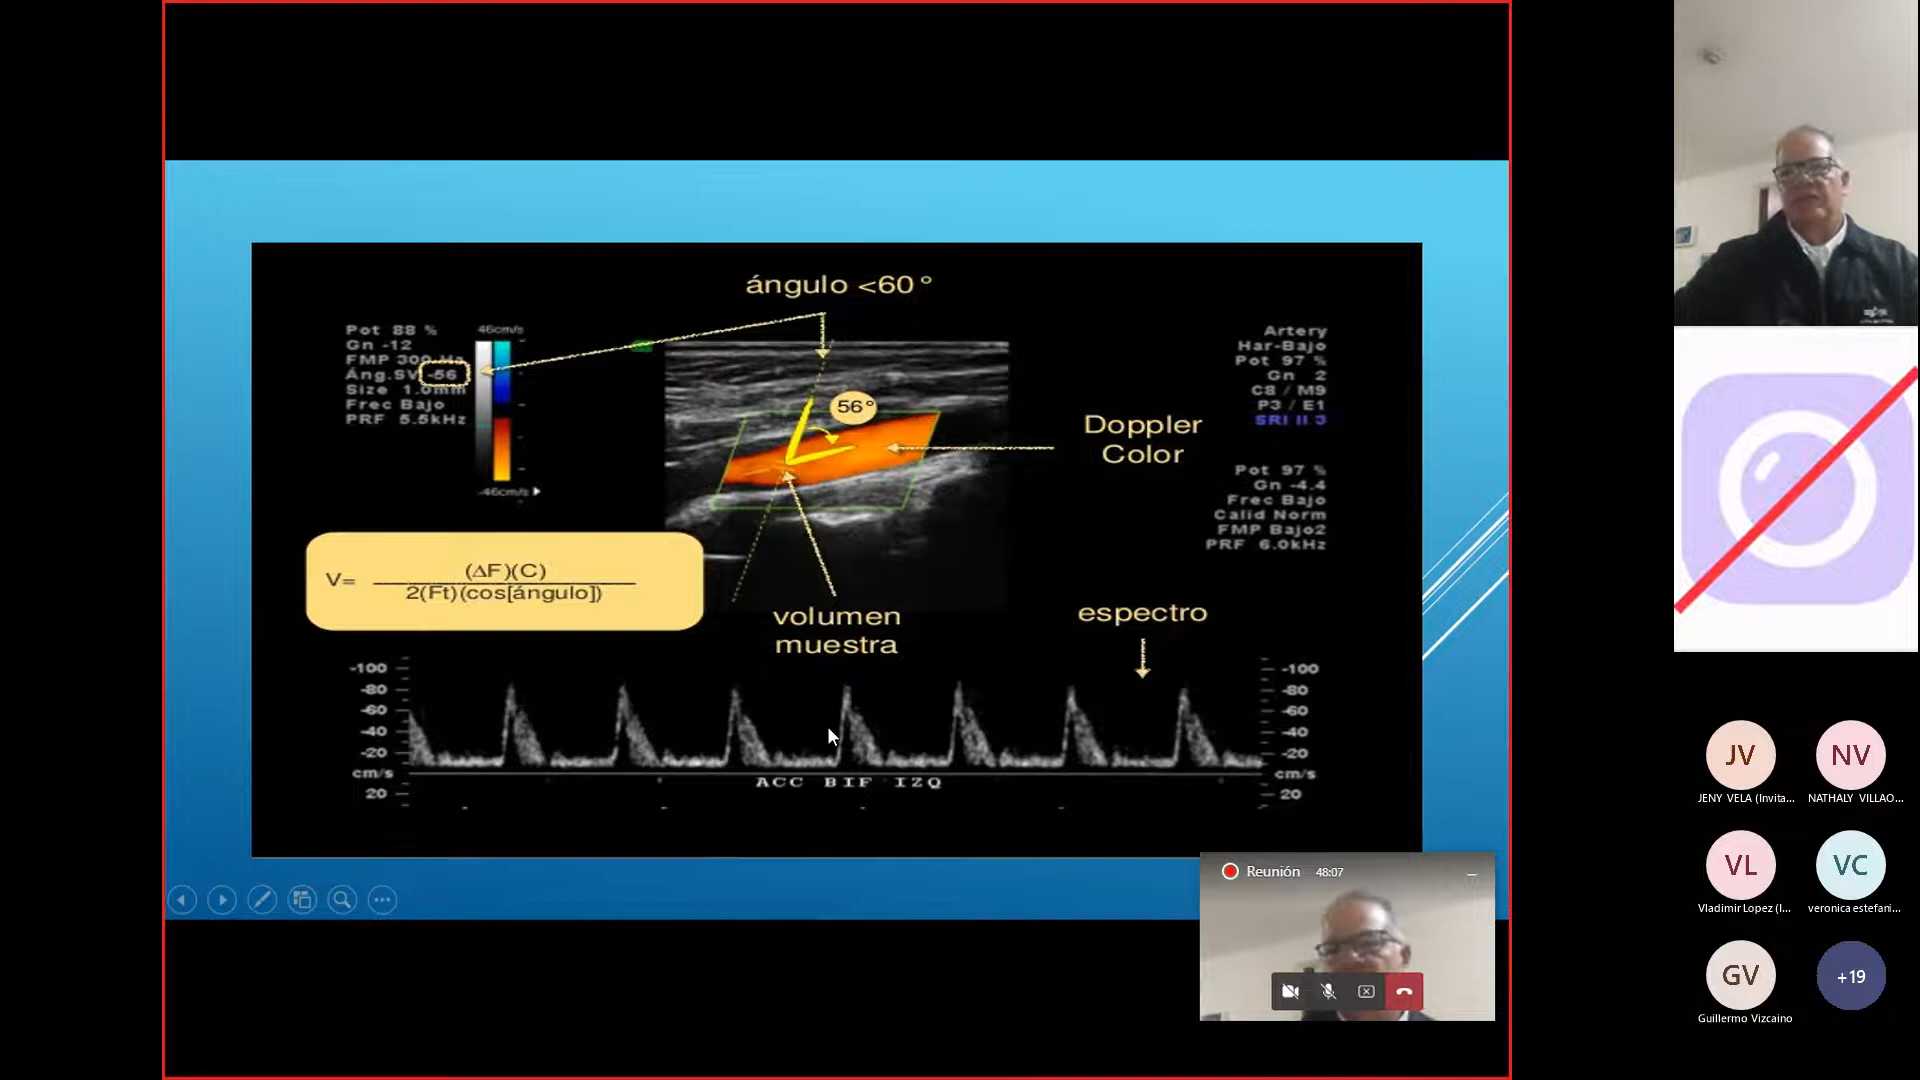 ángulo <60°
Pot 88 %
Gn -12
FMP 300 Hz
Áng.SV -56
Size 1.0mm
Frec Bajo
PRF 5.5kHz
46cm/s
-46cm/s
56°
Artery
Har-Bajo
Pot 97 %
Gn 2
C8 / M9
P3 / E1
SRI II 3
Doppler
Color
Pot 97 %
Gn -4.4
Frec Bajo
Calid Norm
FMP Bajo2
PRF 6.0kHz
V= (ΔF)(C)
2(Ft)(cos[ángulo])
volumen
muestra
espectro
-100
-80
-60
-40
-20
cm/s
20
-100
-80
-60
-40
-20
cm/s
20
ACC BIF IZQ
Reunión 48:07
JV
JENY VELA (Invita...
NV
NATHALY VILLAO...
VL
Vladimir Lopez (I...
VC
veronica estefani...
GV
Guillermo Vizcaino
+19